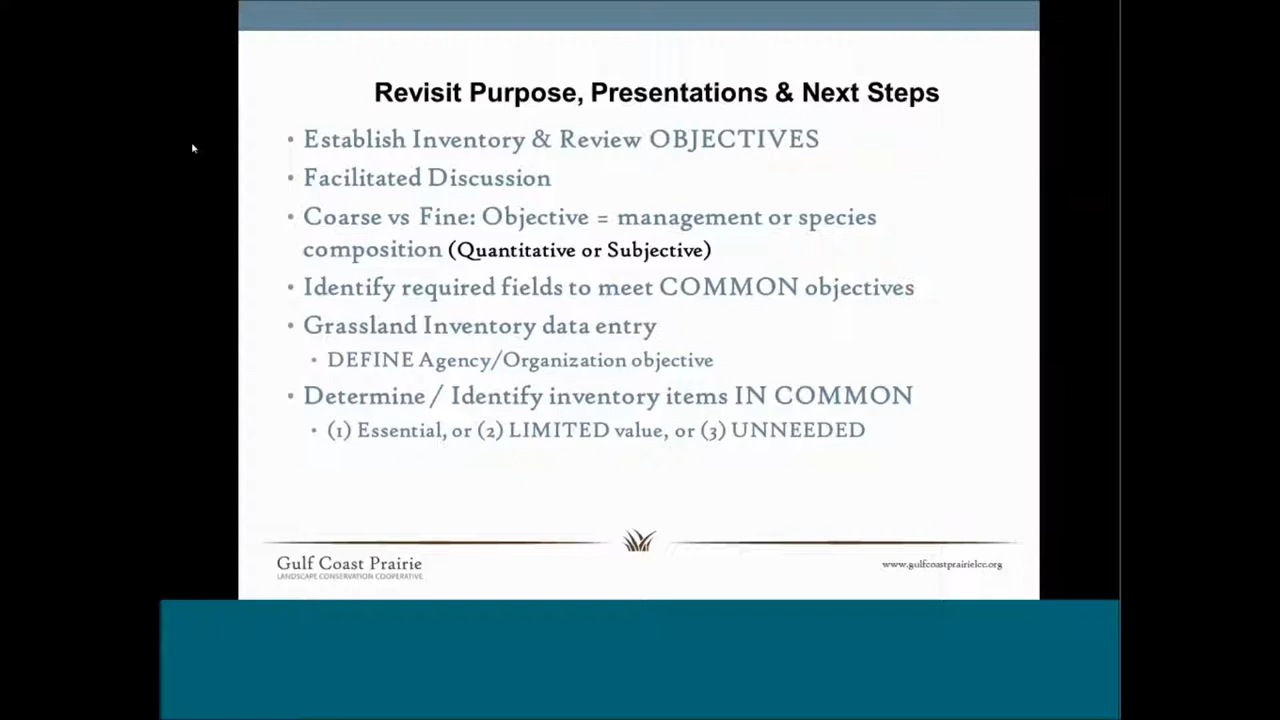 Revisit Purpose, Presentations & Next Steps
• Establish Inventory & Review OBJECTIVES
• Facilitated Discussion
• Coarse vs Fine: Objective = management or species
composition (Quantitative or Subjective)
• Identify required fields to meet COMMON objectives
• Grassland Inventory data entry
• DEFINE Agency/Organization objective
• Determine / Identify inventory items IN COMMON
• (1) Essential, or (2) LIMITED value, or (3) UNNEEDED
Gulf Coast Prairie
LANDSCAPE CONSERVATION COOPERATIVE
www.gulfcoastprairielcc.org